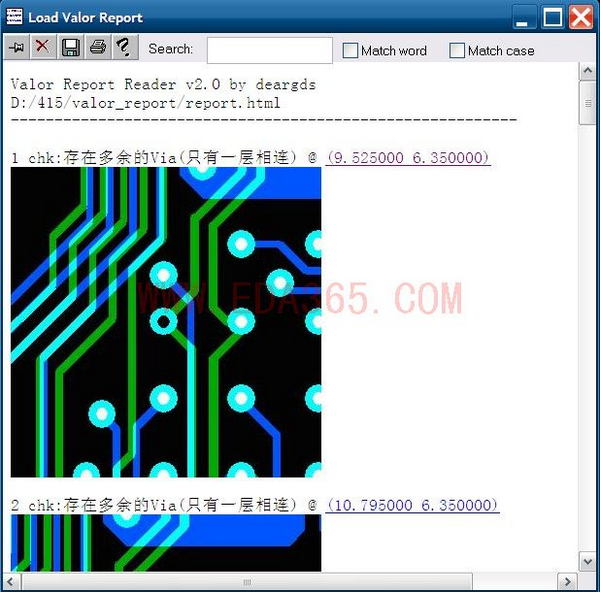 Load Valor Report
Search:
Match word
Match case
Valor Report Reader v2.0 by deargds
D:/415/valor_report/report.html
----------------------------------------------------------
1 chk:存在多余的Via(只有一层相连) @ (9.525000 6.350000)
WWW.EDA365.COM
2 chk:存在多余的Via(只有一层相连) @ (10.795000 6.350000)